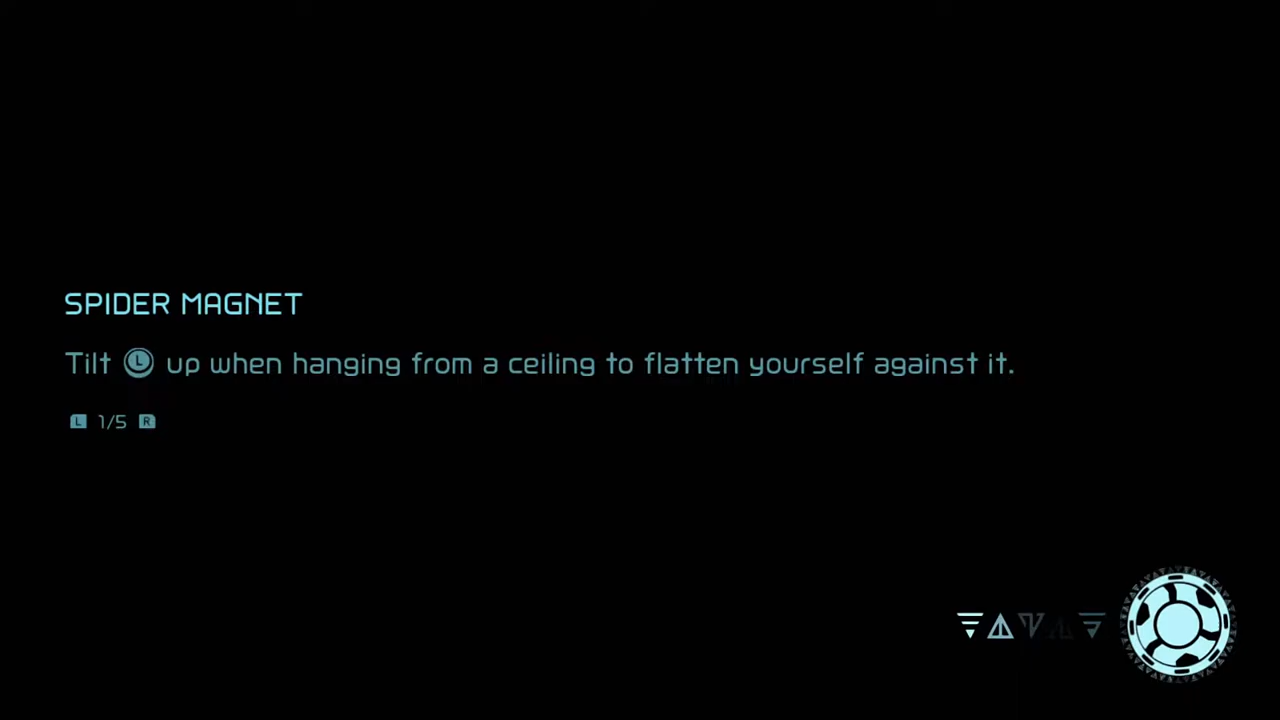 SPIDER MAGNET
Tilt L up when hanging from a ceiling to flatten yourself against it.
L 1/5 R